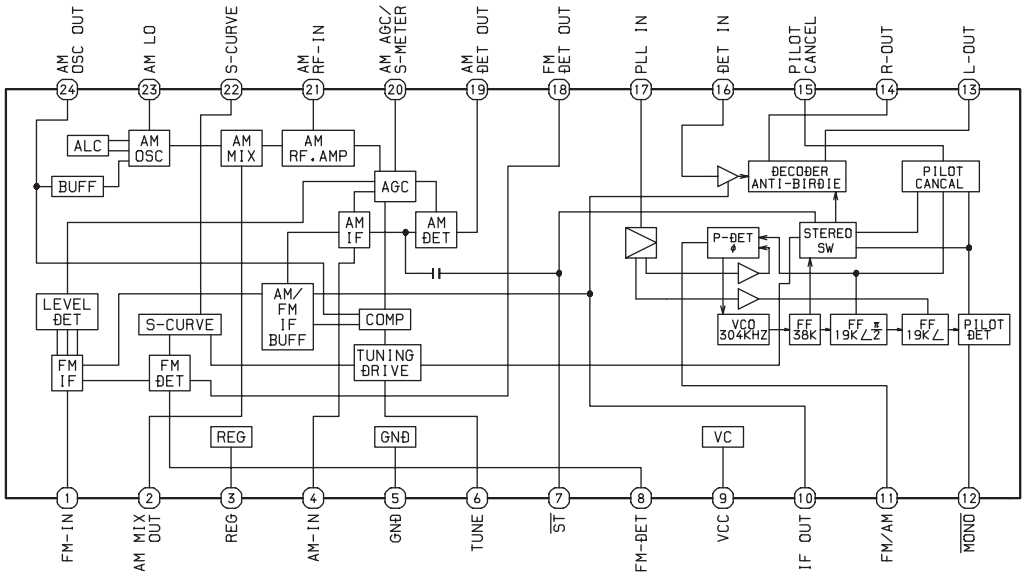 AM
OSC OUT
AM LO
S-CURVE
AM
RF-IN
AM AGC/
S-METER
AM
DET OUT
FM
DET OUT
PLL IN
DET IN
PILOT
CANCEL
R-OUT
L-OUT
24
23
22
21
20
19
18
17
16
15
14
13
ALC
AM
OSC
AM
MIX
AM
RF.AMP
BUFF
AGC
DECODER
ANTI-BIRDIE
PILOT
CANCAL
AM
IF
AM
DET
P-DET
φ
STEREO
SW
LEVEL
DET
S-CURVE
AM/
FM
IF
BUFF
COMP
VCO
304KHZ
FF
38K
FF
19K∠π/2
FF
19K∠
PILOT
DET
FM
IF
FM
DET
TUNING
DRIVE
REG
GND
VC
1
2
3
4
5
6
7
8
9
10
11
12
FM-IN
AM MIX
OUT
REG
AM-IN
GND
TUNE
ST
FM-DET
VCC
IF OUT
FM/AM
MONO